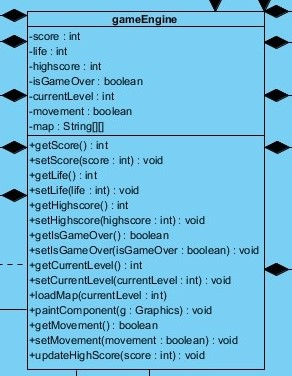 gameEngine
-score : int
-life : int
-highscore : int
-isGameOver : boolean
-currentLevel : int
-movement : boolean
-map : String[][]
+getScore() : int
+setScore(score : int) : void
+getLife() : int
+setLife(life : int) : void
+getHighscore() : int
+setHighscore(highscore : int) : void
+getIsGameOver() : boolean
+setIsGameOver(isGameOver : boolean) : void
+getCurrentLevel() : int
+setCurrentLevel(currentLevel : int) : void
+loadMap(currentLevel : int)
+paintComponent(g : Graphics) : void
+getMovement() : boolean
+setMovement(movement : boolean) : void
+updateHighScore(score : int) : void